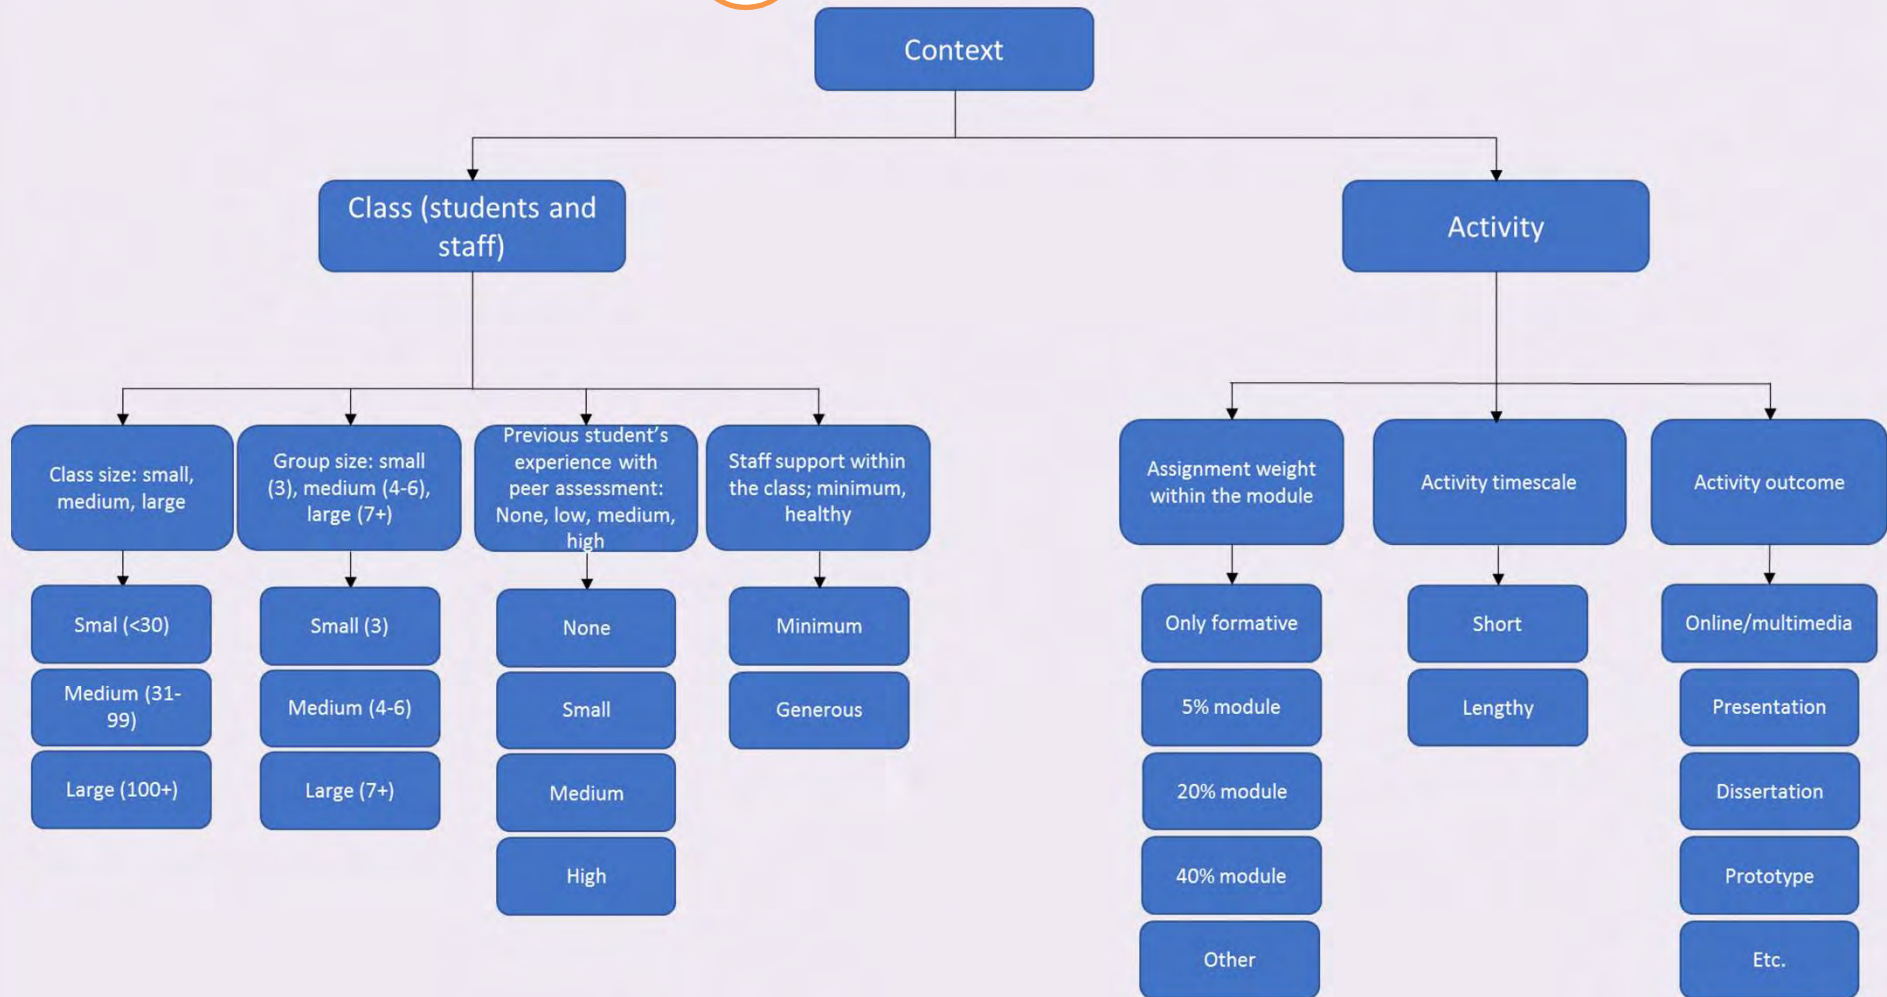 Context
Class (students and
staff)
Activity
Class size: small,
medium, large
Group size: small
(3), medium (4-6),
large (7+)
Previous student's
experience with
peer assessment:
None, low, medium,
high
Staff support within
the class; minimum,
healthy
Assignment weight
within the module
Activity timescale
Activity outcome
Smal (<30)
Medium (31-
99)
Large (100+)
Small (3)
Medium (4-6)
Large (7+)
None
Small
Medium
High
Minimum
Generous
Only formative
5% module
20% module
40% module
Other
Short
Lengthy
Online/multimedia
Presentation
Dissertation
Prototype
Etc.